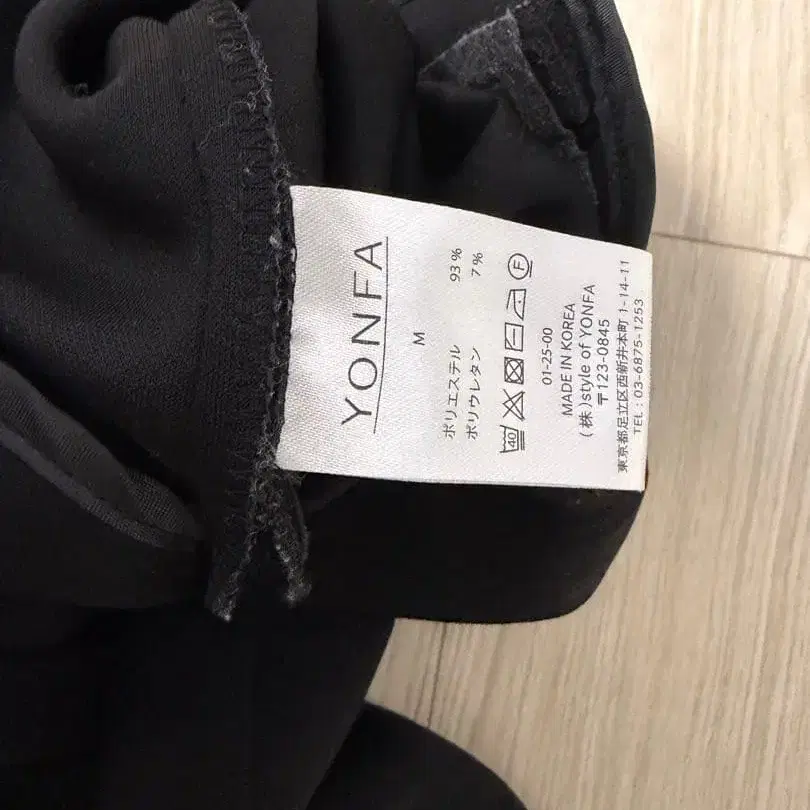 YONFA
M
ポリエステル 93%
ポリウレタン 7%
40 F
01-25-00
MADE IN KOREA
(株)style of YONFA
〒123-0845
東京都足立区西新井本町 1-14-11
TEL : 03-6875-1253